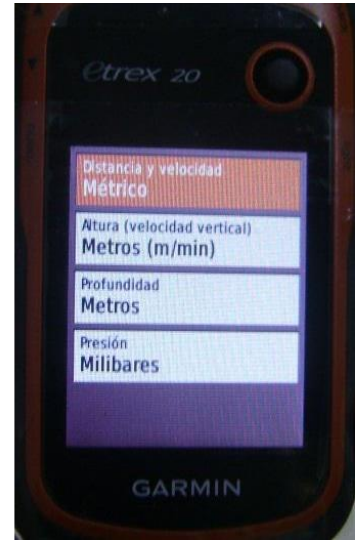 etrex 20
Distancia y velocidad
Métrico
Altura (velocidad vertical)
Metros (m/min)
Profundidad
Metros
Presión
Milibares
GARMIN